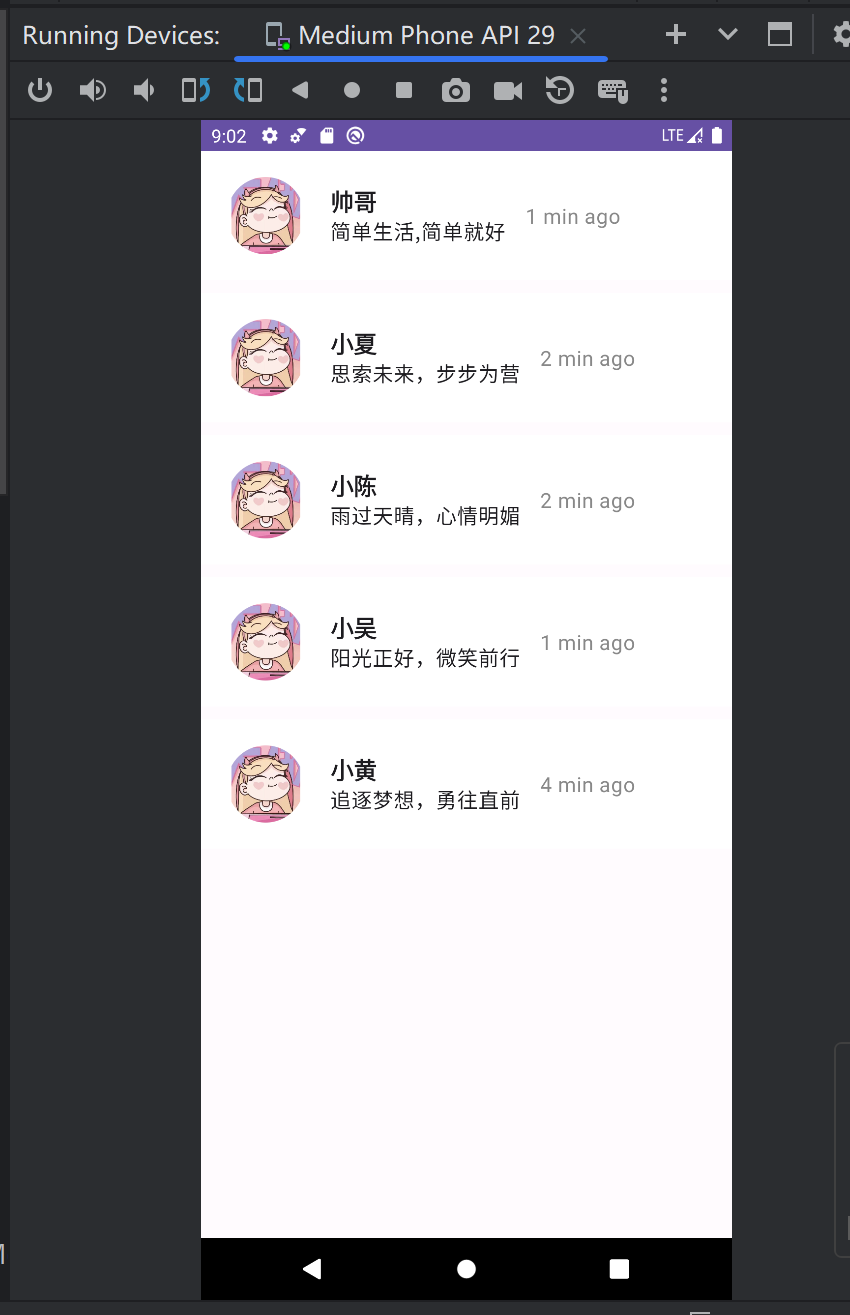 Running Devices:
Medium Phone API 29
9:02
LTE
帅哥
简单生活,简单就好
1 min ago
小夏
思索未来，步步为营
2 min ago
小陈
雨过天晴，心情明媚
2 min ago
小吴
阳光正好，微笑前行
1 min ago
小黄
追逐梦想，勇往直前
4 min ago